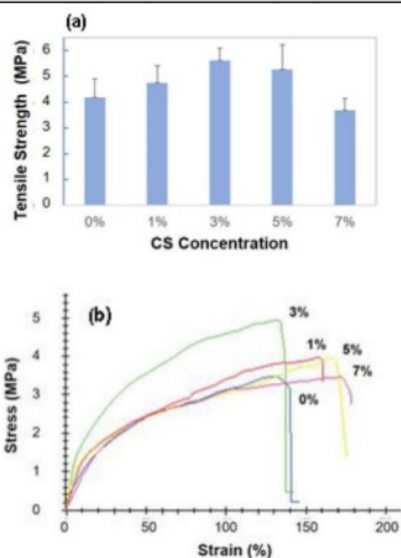 (a)
Tensile Strength (MPa)
6
5
4
3
2
1
0
0% 1% 3% 5% 7%
CS Concentration
(b)
Stress (MPa)
5
4
3
2
1
0
3%
1%
5%
7%
0%
0 50 100 150 200
Strain (%)